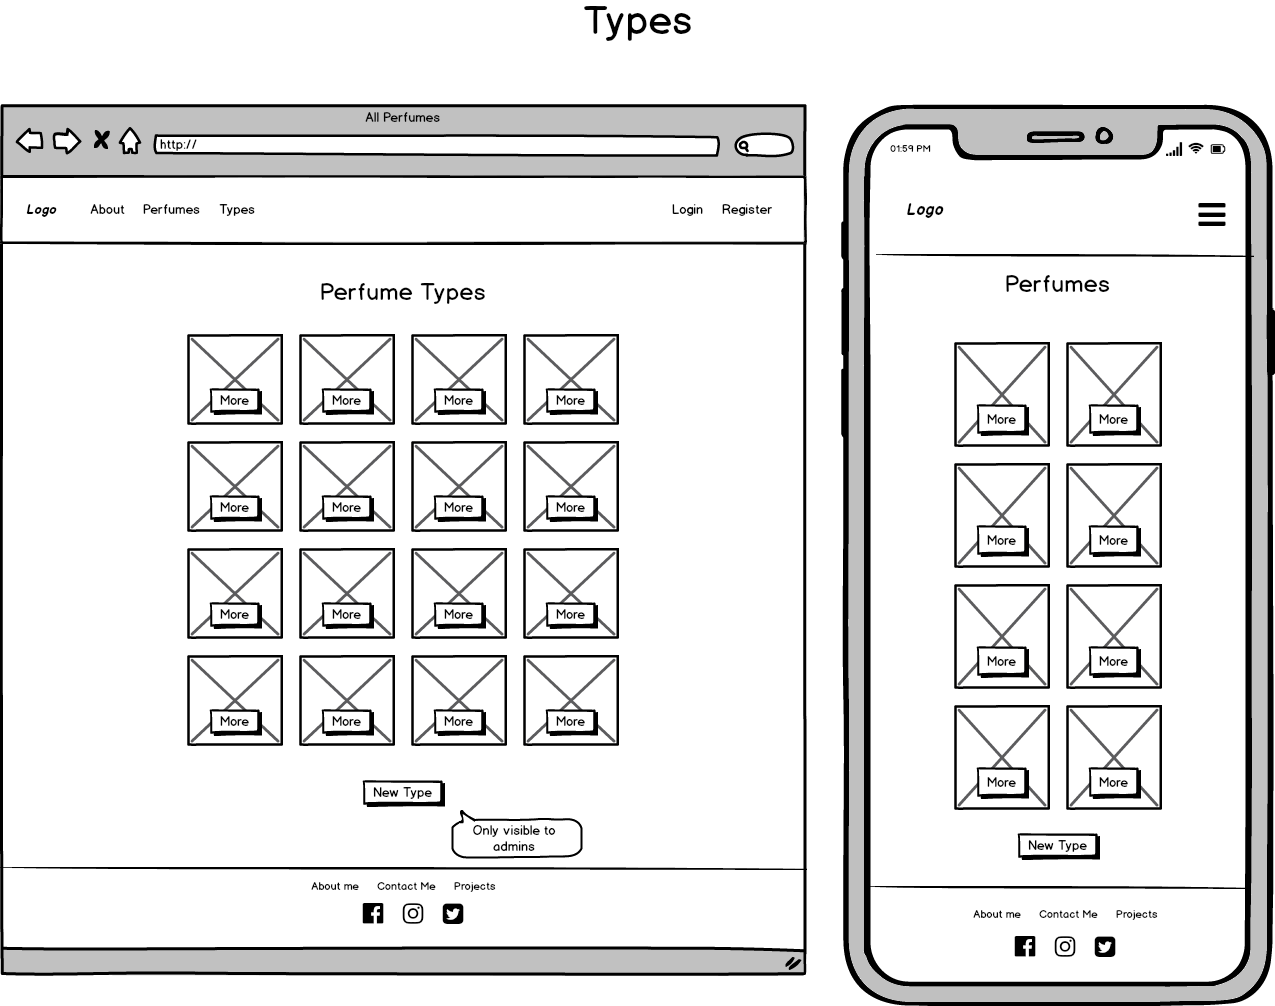 Types
All Perfumes
http://
Logo About Perfumes Types Login Register
Perfume Types
More More More More
More More More More
More More More More
More More More More
New Type
Only visible to
admins
About me Contact Me Projects
01:59 PM
Logo
Perfumes
More More
More More
More More
More More
New Type
About me Contact Me Projects